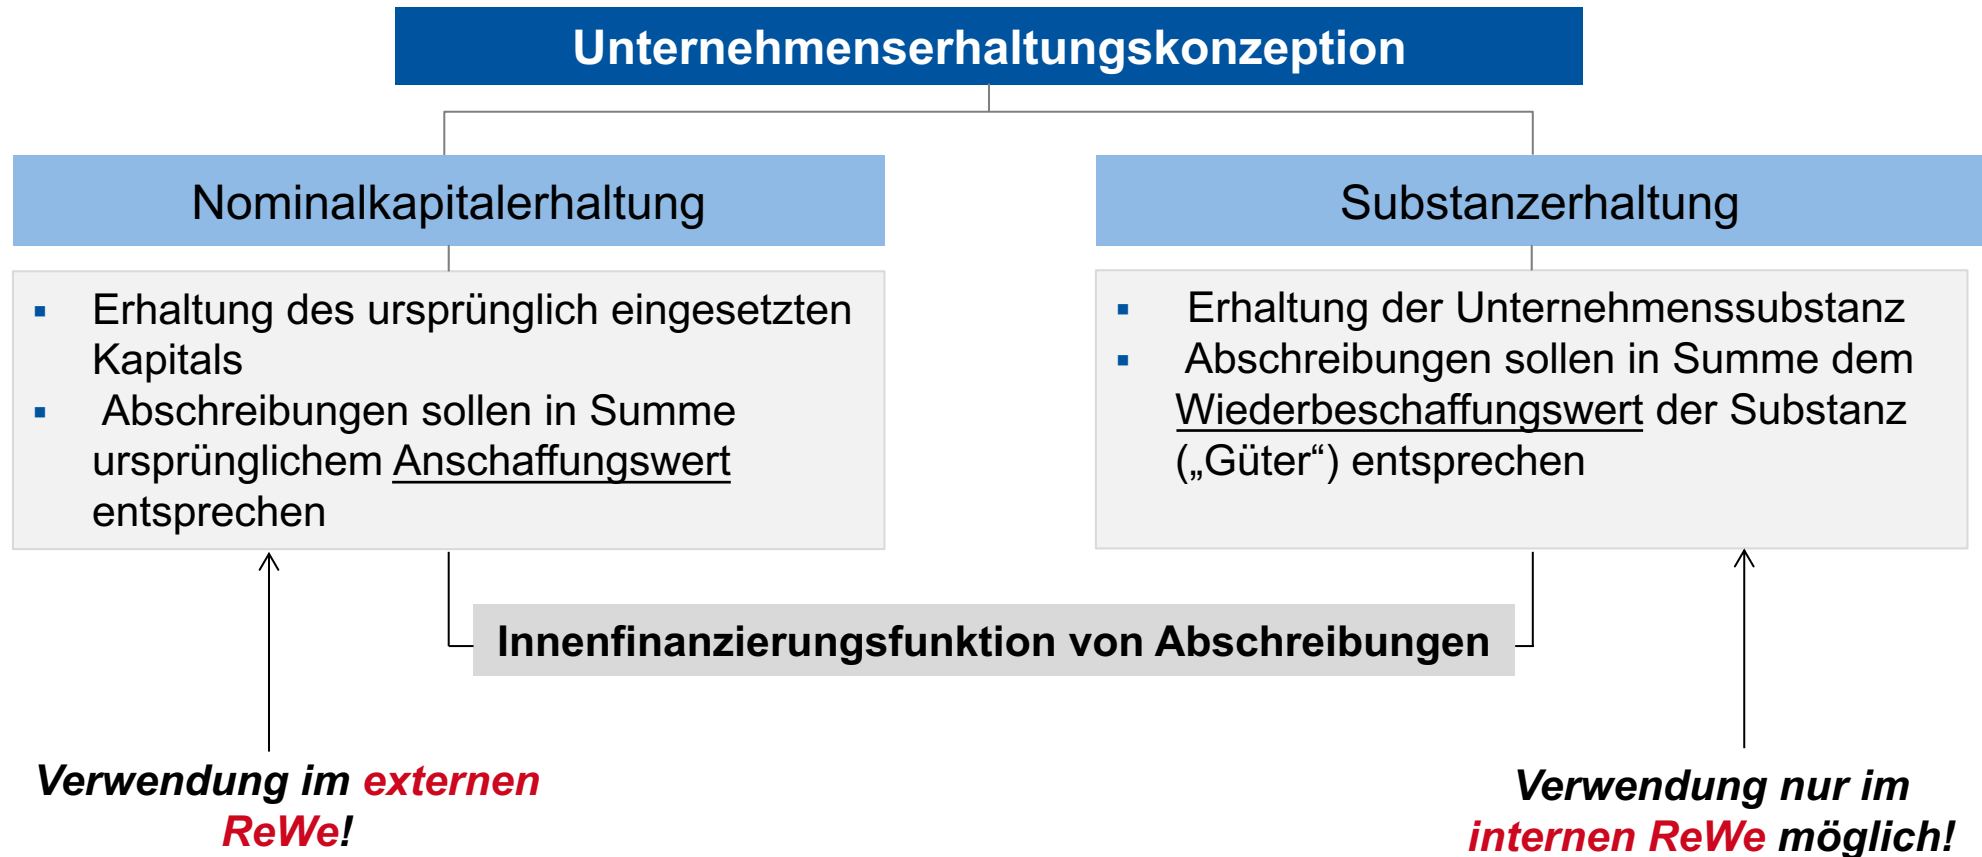 Unternehmenserhaltungskonzeption
Nominalkapitalerhaltung
▪ Erhaltung des ursprünglich eingesetzten
Kapitals
▪ Abschreibungen sollen in Summe
ursprünglichem Anschaffungswert
entsprechen
Substanzerhaltung
▪ Erhaltung der Unternehmenssubstanz
▪ Abschreibungen sollen in Summe dem
Wiederbeschaffungswert der Substanz
(„Güter“) entsprechen
Innenfinanzierungsfunktion von Abschreibungen
Verwendung im externen
ReWe!
Verwendung nur im
internen ReWe möglich!